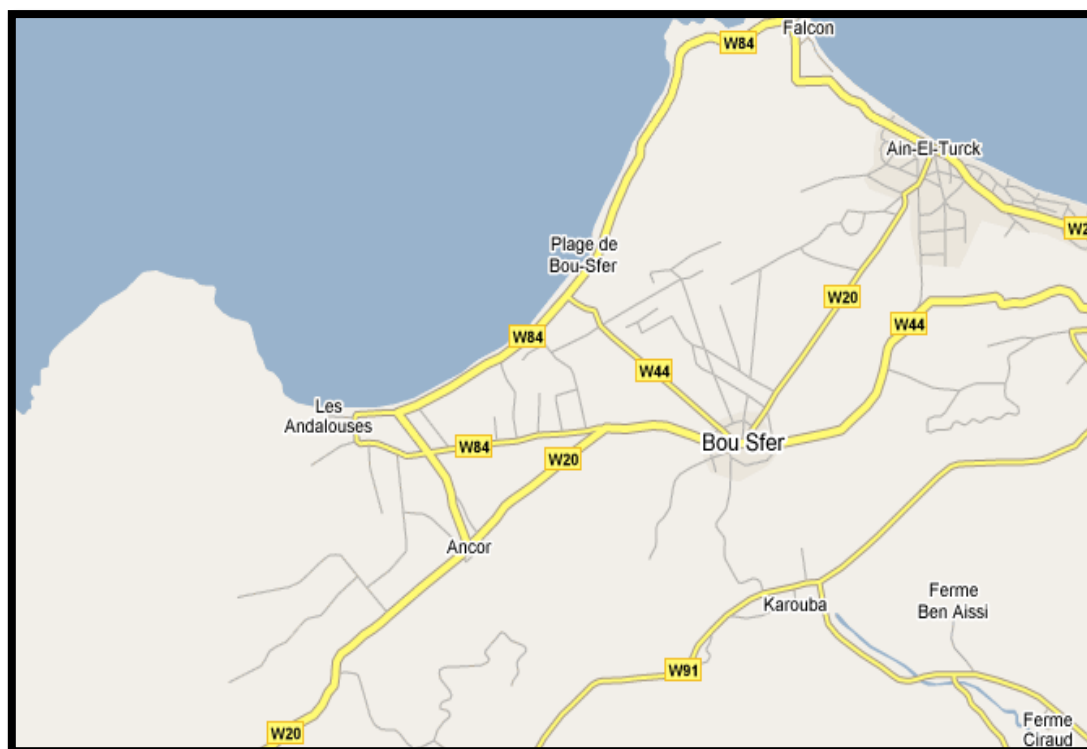 Falcon
W84
Ain-El-Turck
W2
Plage de
Bou-Sfer
W20
W44
W84
W44
Les
Andalouses
W84
Bou Sfer
W20
Ancor
Ferme
Ben Aissi
Karouba
W91
W20
Ferme
Ciraud